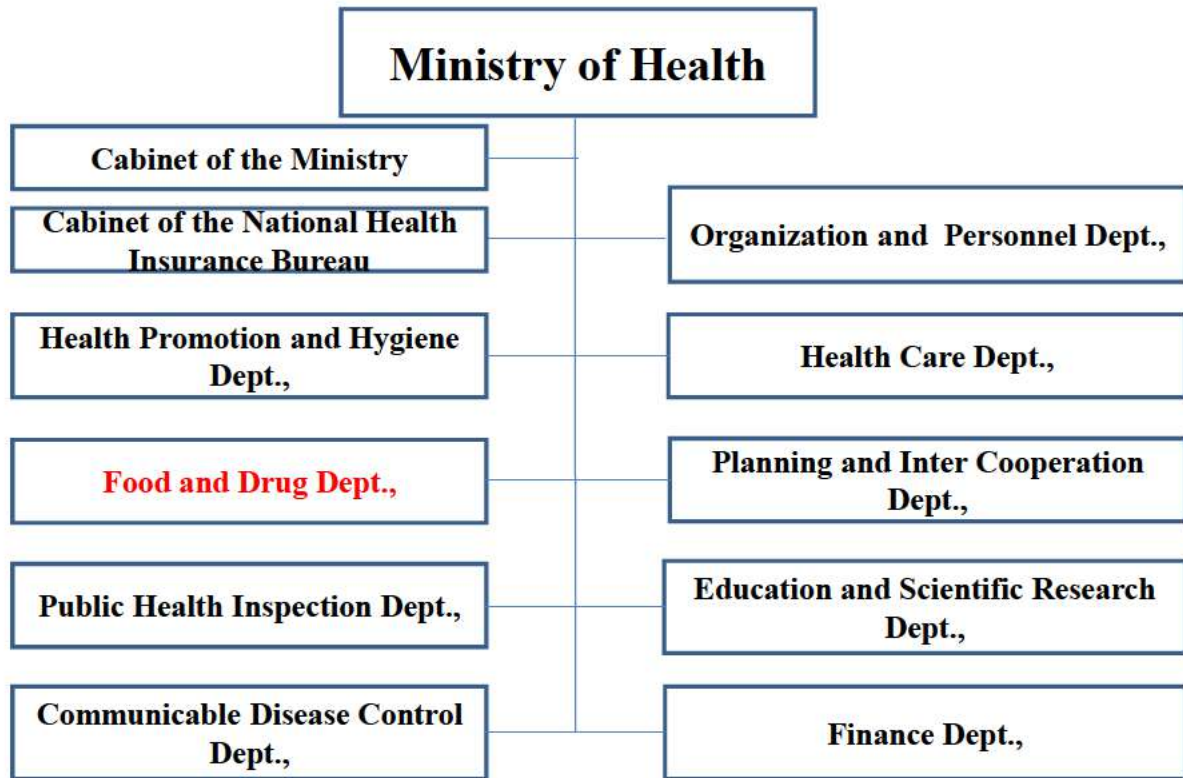 Ministry of Health
Cabinet of the Ministry
Cabinet of the National Health
Insurance Bureau
Organization and  Personnel Dept.,
Health Promotion and Hygiene
Dept.,
Health Care Dept.,
Food and Drug Dept.,
Planning and Inter Cooperation
Dept.,
Public Health Inspection Dept.,
Education and Scientific Research
Dept.,
Communicable Disease Control
Dept.,
Finance Dept.,